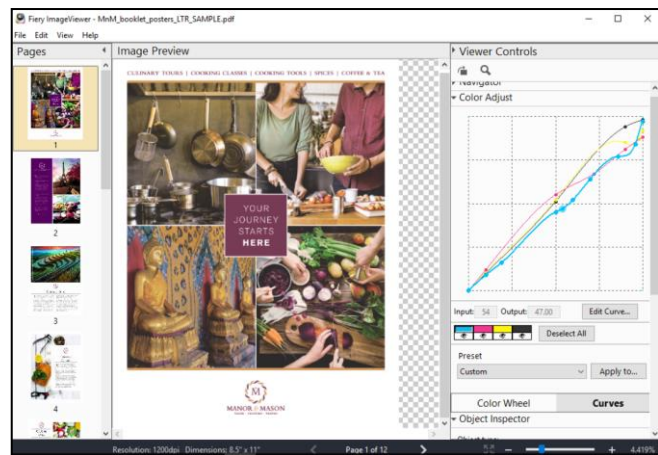 Fiery ImageViewer - MnM_booklet_posters_LTR_SAMPLE.pdf
File Edit View Help
Pages
Image Preview
Viewer Controls
Navigator
Color Adjust
CULINARY TOURS | COOKING CLASSES | COOKING TOOLS | SPICES | COFFEE & TEA
YOUR
JOURNEY
STARTS
HERE
M
MANOR & MASON
1
2
3
4
Input: 54 Output: 47.00 Edit Curve...
Deselect All
Preset
Custom Apply to...
Color Wheel Curves
Object Inspector
Resolution: 1200dpi Dimensions: 8.5" x 11" Page 1 of 12 4.419%